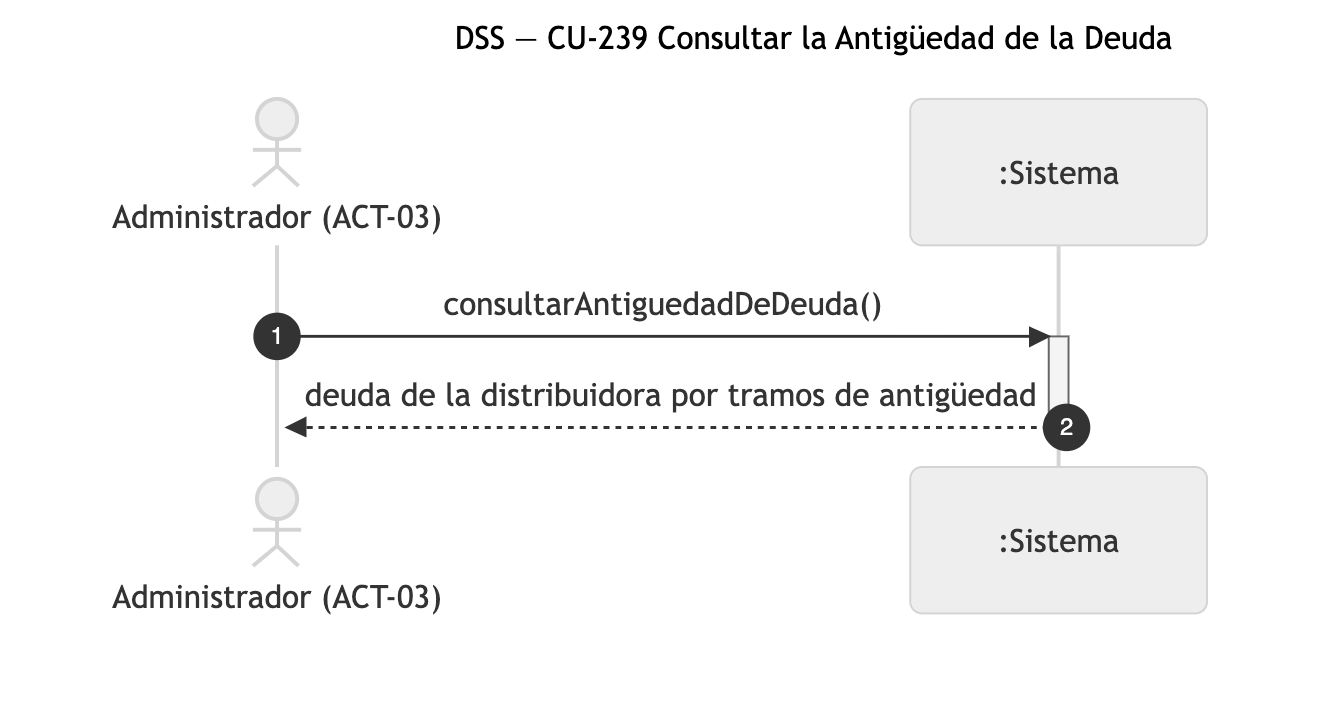 DSS — CU-239 Consultar la Antigüedad de la Deuda
:Sistema
Administrador (ACT-03)
consultarAntiguedadDeDeuda()
1
deuda de la distribuidora por tramos de antigüedad
2
:Sistema
Administrador (ACT-03)